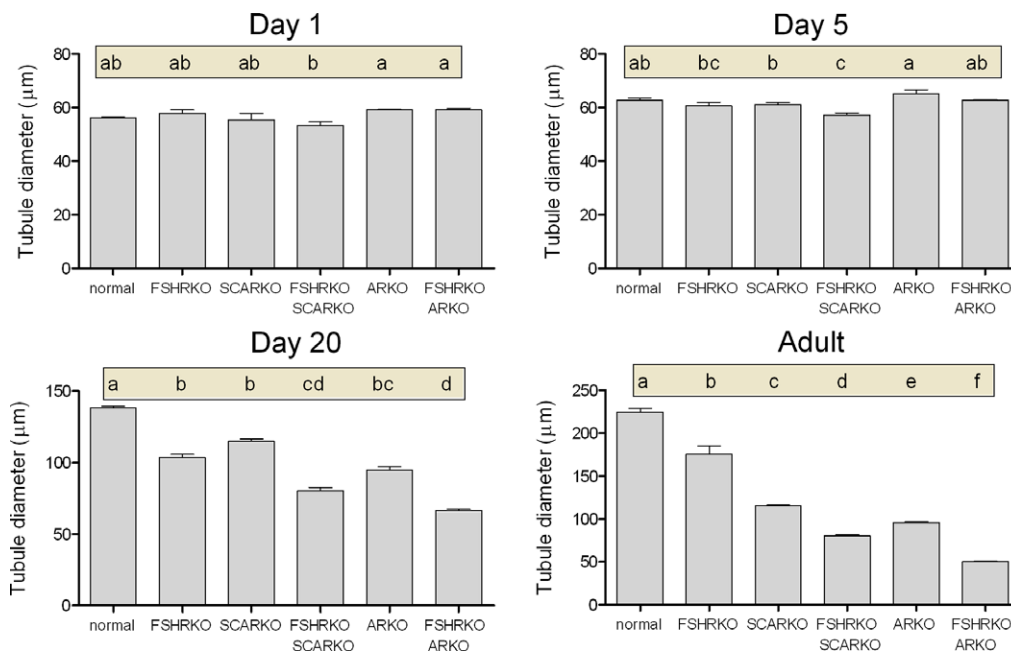 Day 1
80
60
40
20
0
Tubule diameter (μm)
ab ab ab b a a
normal FSHRKO SCARKO FSHRKO ARKO FSHRKO
SCARKO ARKO
Day 5
80
60
40
20
0
Tubule diameter (μm)
ab bc b c a ab
normal FSHRKO SCARKO FSHRKO ARKO FSHRKO
SCARKO ARKO
Day 20
150
100
50
0
Tubule diameter (μm)
a b b cd bc d
normal FSHRKO SCARKO FSHRKO ARKO FSHRKO
SCARKO ARKO
Adult
250
200
150
100
50
0
Tubule diameter (μm)
a b c d e f
normal FSHRKO SCARKO FSHRKO ARKO FSHRKO
SCARKO ARKO